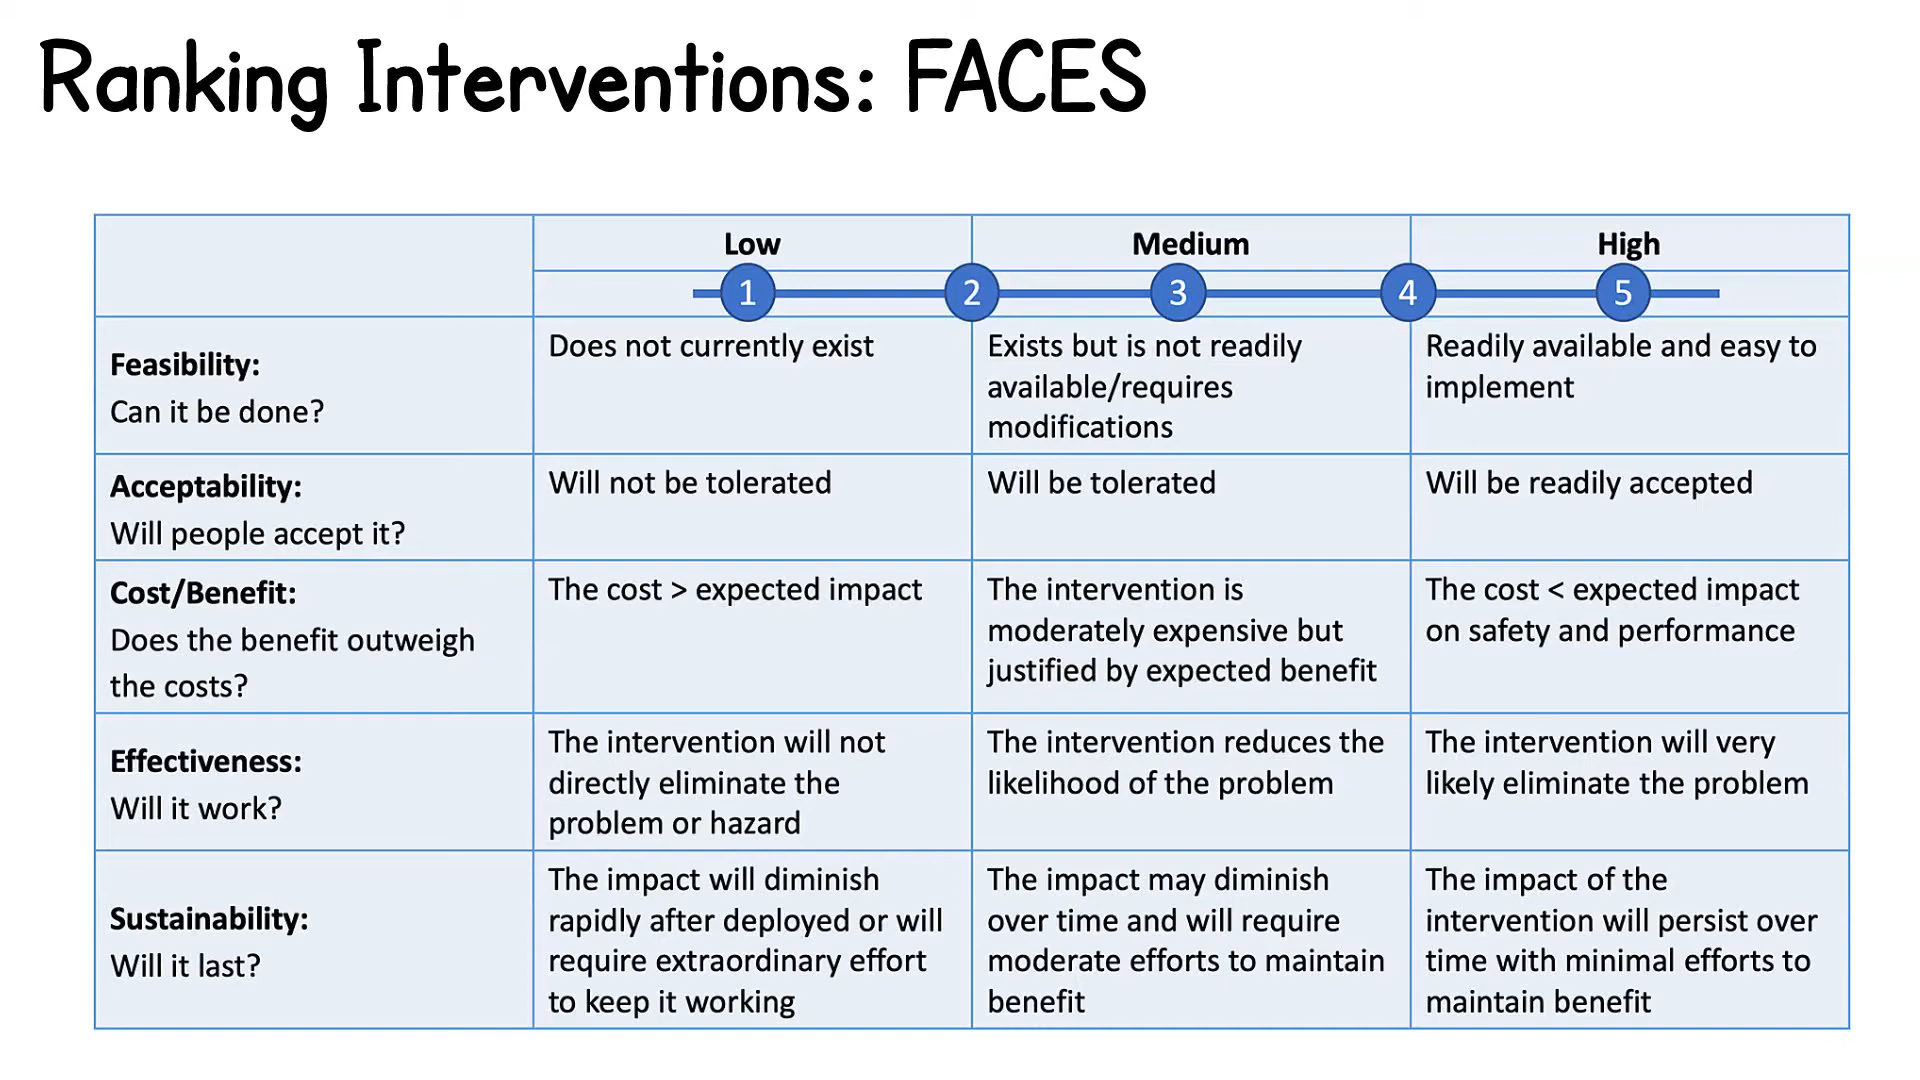 Ranking Interventions: FACES
Low
Medium
High
1
2
3
4
5
Feasibility:
Can it be done?
Does not currently exist
Exists but is not readily
available/requires
modifications
Readily available and easy to
implement
Acceptability:
Will people accept it?
Will not be tolerated
Will be tolerated
Will be readily accepted
Cost/Benefit:
Does the benefit outweigh
the costs?
The cost > expected impact
The intervention is
moderately expensive but
justified by expected benefit
The cost < expected impact
on safety and performance
Effectiveness:
Will it work?
The intervention will not
directly eliminate the
problem or hazard
The intervention reduces the
likelihood of the problem
The intervention will very
likely eliminate the problem
Sustainability:
Will it last?
The impact will diminish
rapidly after deployed or will
require extraordinary effort
to keep it working
The impact may diminish
over time and will require
moderate efforts to maintain
benefit
The impact of the
intervention will persist over
time with minimal efforts to
maintain benefit